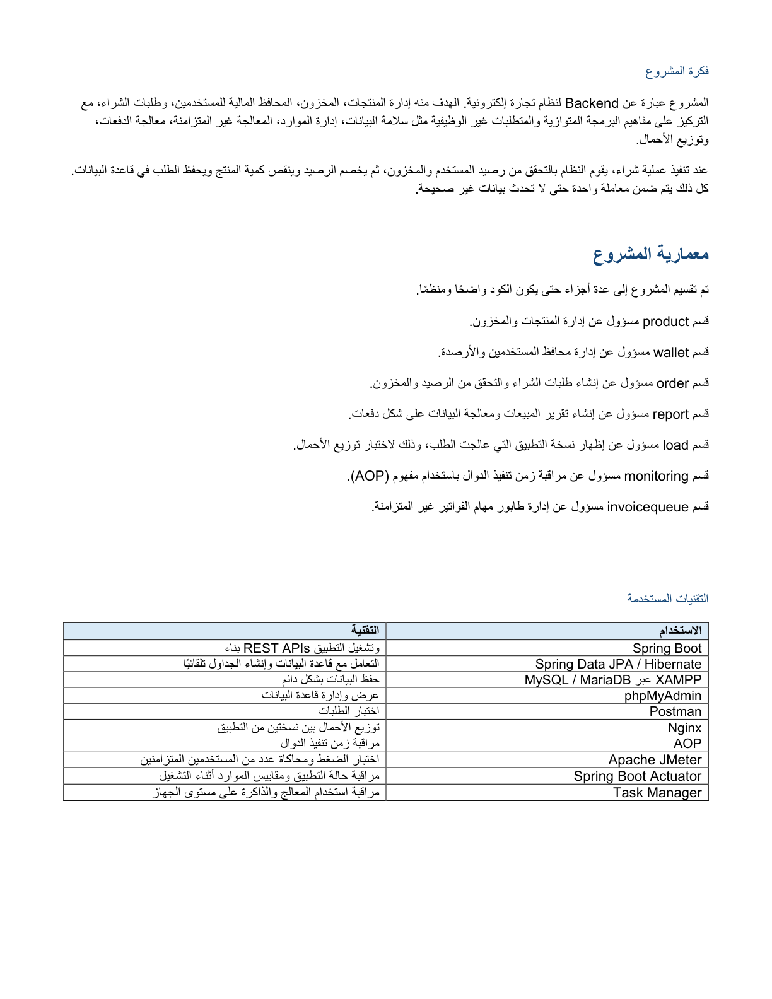 فكرة المشروع
المشروع عبارة عن Backend لنظام تجارة إلكترونية. الهدف منه إدارة المنتجات، المخزون، المحافظ المالية للمستخدمين، وطلبات الشراء، مع
التركيز على مفاهيم البرمجة المتوازية والمتطلبات غير الوظيفية مثل سلامة البيانات، إدارة الموارد، المعالجة غير المتزامنة، معالجة الدفعات،
وتوزيع الأحمال.
عند تنفيذ عملية شراء، يقوم النظام بالتحقق من رصيد المستخدم والمخزون، ثم يخصم الرصيد وينقص كمية المنتج ويحفظ الطلب في قاعدة البيانات.
كل ذلك يتم ضمن معاملة واحدة حتى لا تحدث بيانات غير صحيحة.
معمارية المشروع
تم تقسيم المشروع إلى عدة أجزاء حتى يكون الكود واضحًا ومنظمًا.
قسم product مسؤول عن إدارة المنتجات والمخزون.
قسم wallet مسؤول عن إدارة محافظ المستخدمين والأرصدة.
قسم order مسؤول عن إنشاء طلبات الشراء والتحقق من الرصيد والمخزون.
قسم report مسؤول عن إنشاء تقرير المبيعات ومعالجة البيانات على شكل دفعات.
قسم load مسؤول عن إظهار نسخة التطبيق التي عالجت الطلب، وذلك لاختبار توزيع الأحمال.
قسم monitoring مسؤول عن مراقبة زمن تنفيذ الدوال باستخدام مفهوم (AOP).
قسم invoicequeue مسؤول عن إدارة طابور مهام الفواتير غير المتزامنة.
التقنيات المستخدمة
الاستخدام التقنية
Spring Boot وتشغيل التطبيق REST APIs بناء
Spring Data JPA / Hibernate التعامل مع قاعدة البيانات وإنشاء الجداول تلقائيًا
MySQL / MariaDB عبر XAMPP حفظ البيانات بشكل دائم
phpMyAdmin عرض وإدارة قاعدة البيانات
Postman اختبار الطلبات
Nginx توزيع الأحمال بين نسختين من التطبيق
AOP مراقبة زمن تنفيذ الدوال
Apache JMeter اختبار الضغط ومحاكاة عدد من المستخدمين المتزامنين
Spring Boot Actuator مراقبة حالة التطبيق ومقاييس الموارد أثناء التشغيل
Task Manager مراقبة استخدام المعالج والذاكرة على مستوى الجهاز